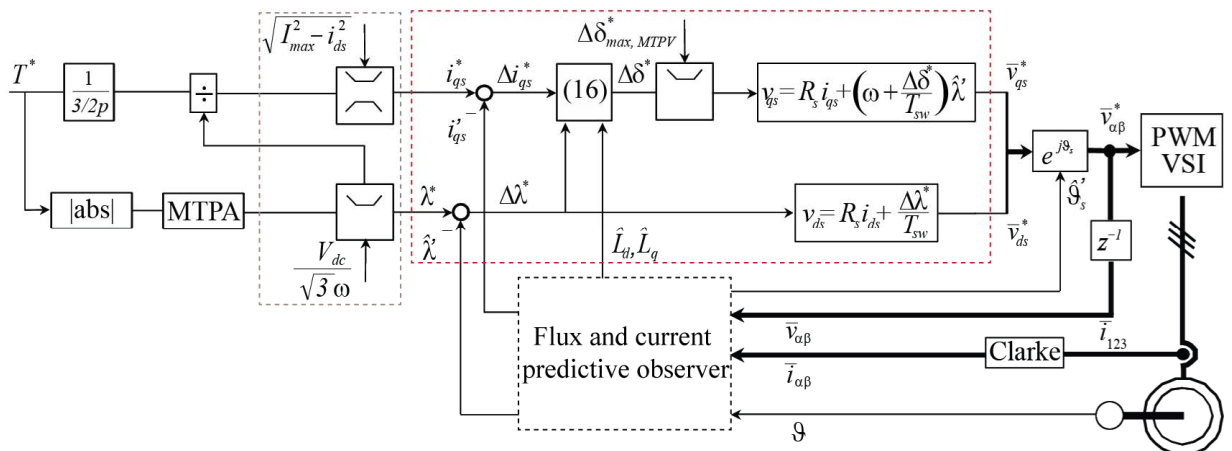 √I²max−i²ds
Δδ*max, MTPV
T*
1
3/2p
÷
i*qs
Δi*qs
(16)
Δδ*
vqs=Rs iqs+(ω+Δδ*/Tsw)λ̂'
v̄*qs
i'qs
−
v̄*αβ
PWM
VSI
e^jϑs
ϑ̂'s
|abs|
MTPA
λ*
Δλ*
vds=Rs ids+Δλ*/Tsw
v̄*ds
z⁻¹
λ̂'
−
Vdc
√3 ω
L̂d, L̂q
Flux and current
predictive observer
v̄αβ
ī123
Clarke
īαβ
ϑ